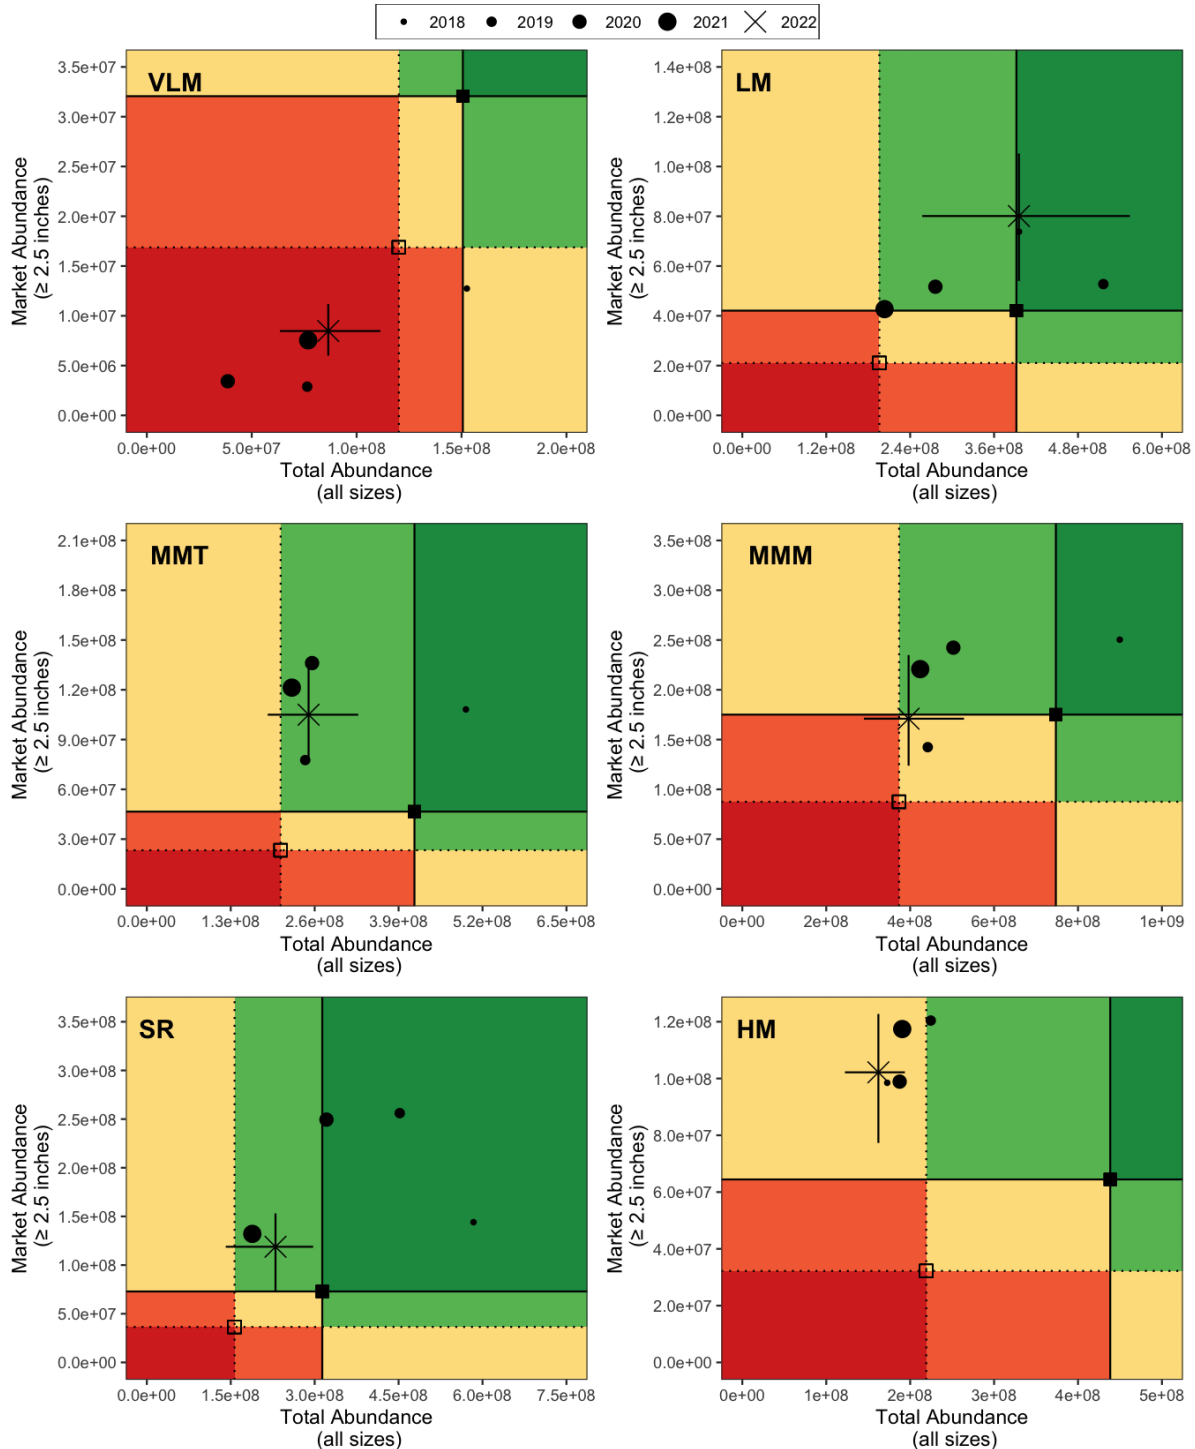 2018 2019 2020 2021 2022
VLM
Market Abundance
(≥ 2.5 inches)
3.5e+07
3.0e+07
2.5e+07
2.0e+07
1.5e+07
1.0e+07
5.0e+06
0.0e+00
0.0e+00 5.0e+07 1.0e+08 1.5e+08 2.0e+08
Total Abundance
(all sizes)
LM
Market Abundance
(≥ 2.5 inches)
1.4e+08
1.2e+08
1.0e+08
8.0e+07
6.0e+07
4.0e+07
2.0e+07
0.0e+00
0.0e+00 1.2e+08 2.4e+08 3.6e+08 4.8e+08 6.0e+08
Total Abundance
(all sizes)
MMT
Market Abundance
(≥ 2.5 inches)
2.1e+08
1.8e+08
1.5e+08
1.2e+08
9.0e+07
6.0e+07
3.0e+07
0.0e+00
0.0e+00 1.3e+08 2.6e+08 3.9e+08 5.2e+08 6.5e+08
Total Abundance
(all sizes)
MMM
Market Abundance
(≥ 2.5 inches)
3.5e+08
3.0e+08
2.5e+08
2.0e+08
1.5e+08
1.0e+08
5.0e+07
0.0e+00
0e+00 2e+08 4e+08 6e+08 8e+08 1e+09
Total Abundance
(all sizes)
SR
Market Abundance
(≥ 2.5 inches)
3.5e+08
3.0e+08
2.5e+08
2.0e+08
1.5e+08
1.0e+08
5.0e+07
0.0e+00
0.0e+00 1.5e+08 3.0e+08 4.5e+08 6.0e+08 7.5e+08
Total Abundance
(all sizes)
HM
Market Abundance
(≥ 2.5 inches)
1.2e+08
1.0e+08
8.0e+07
6.0e+07
4.0e+07
2.0e+07
0.0e+00
0e+00 1e+08 2e+08 3e+08 4e+08 5e+08
Total Abundance
(all sizes)